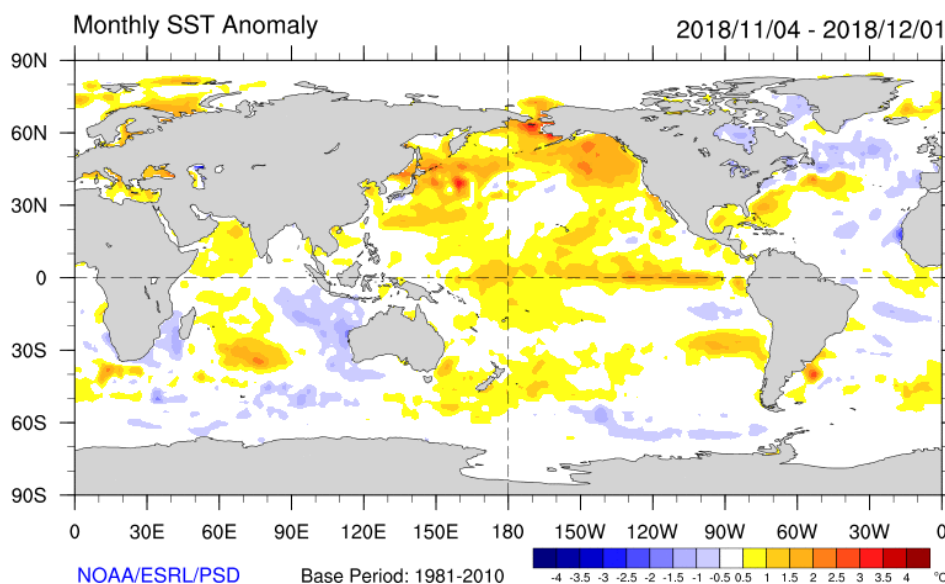 Monthly SST Anomaly 2018/11/04 - 2018/12/01
90N
60N
30N
0
30S
60S
90S
0 30E 60E 90E 120E 150E 180 150W 120W 90W 60W 30W 0
NOAA/ESRL/PSD Base Period: 1981-2010
-4 -3.5 -3 -2.5 -2 -1.5 -1 -0.5 0.5 1 1.5 2 2.5 3 3.5 4 °C